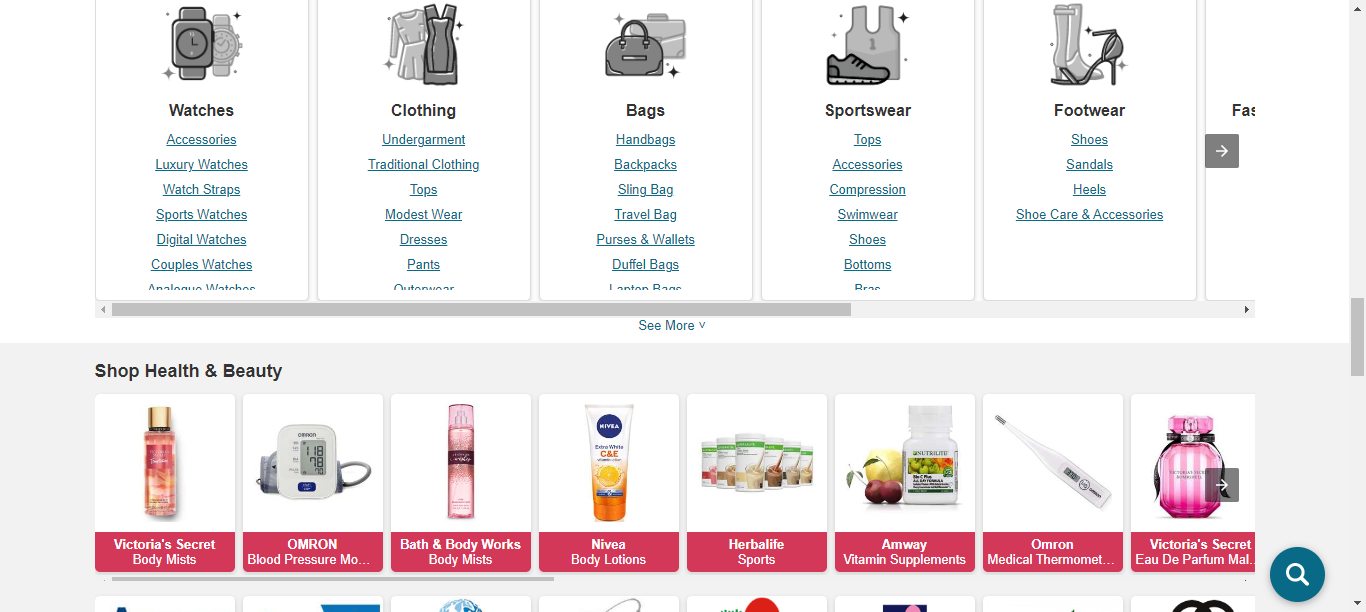 Watches
Accessories
Luxury Watches
Watch Straps
Sports Watches
Digital Watches
Couples Watches
Analogue Watches
Clothing
Undergarment
Traditional Clothing
Tops
Modest Wear
Dresses
Pants
Outerwear
Bags
Handbags
Backpacks
Sling Bag
Travel Bag
Purses & Wallets
Duffel Bags
Laptop Bags
Sportswear
Tops
Accessories
Compression
Swimwear
Shoes
Bottoms
Bras
Footwear
Shoes
Sandals
Heels
Shoe Care & Accessories
Fas
See More ˅
Shop Health & Beauty
Victoria's Secret
Body Mists
OMRON
OMRON
Blood Pressure Mo...
Bath & Body Works
Body Mists
NIVEA
Extra White
C&E
Nivea
Body Lotions
Herbalife
Sports
Amway
Vitamin Supplements
Omron
Medical Thermomet...
Victoria's Secret
Eau De Parfum Mal...